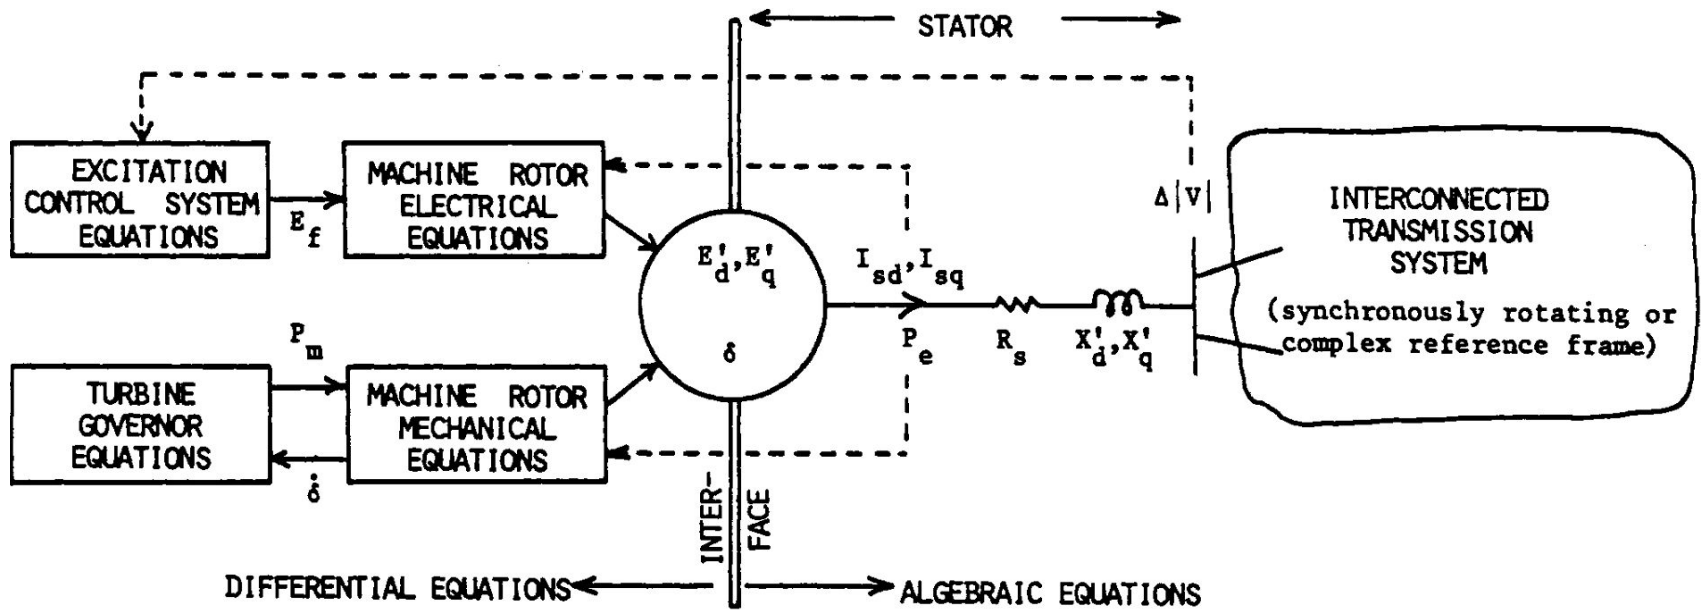 STATOR
EXCITATION
CONTROL SYSTEM
EQUATIONS
E_f
MACHINE ROTOR
ELECTRICAL
EQUATIONS
E'_d, E'_q
δ
I_sd, I_sq
P_e
R_s
X'_d, X'_q
Δ|V|
INTERCONNECTED
TRANSMISSION
SYSTEM
(synchronously rotating or
complex reference frame)
TURBINE
GOVERNOR
EQUATIONS
P_m
δ̇
MACHINE ROTOR
MECHANICAL
EQUATIONS
INTER-
FACE
DIFFERENTIAL EQUATIONS
ALGEBRAIC EQUATIONS